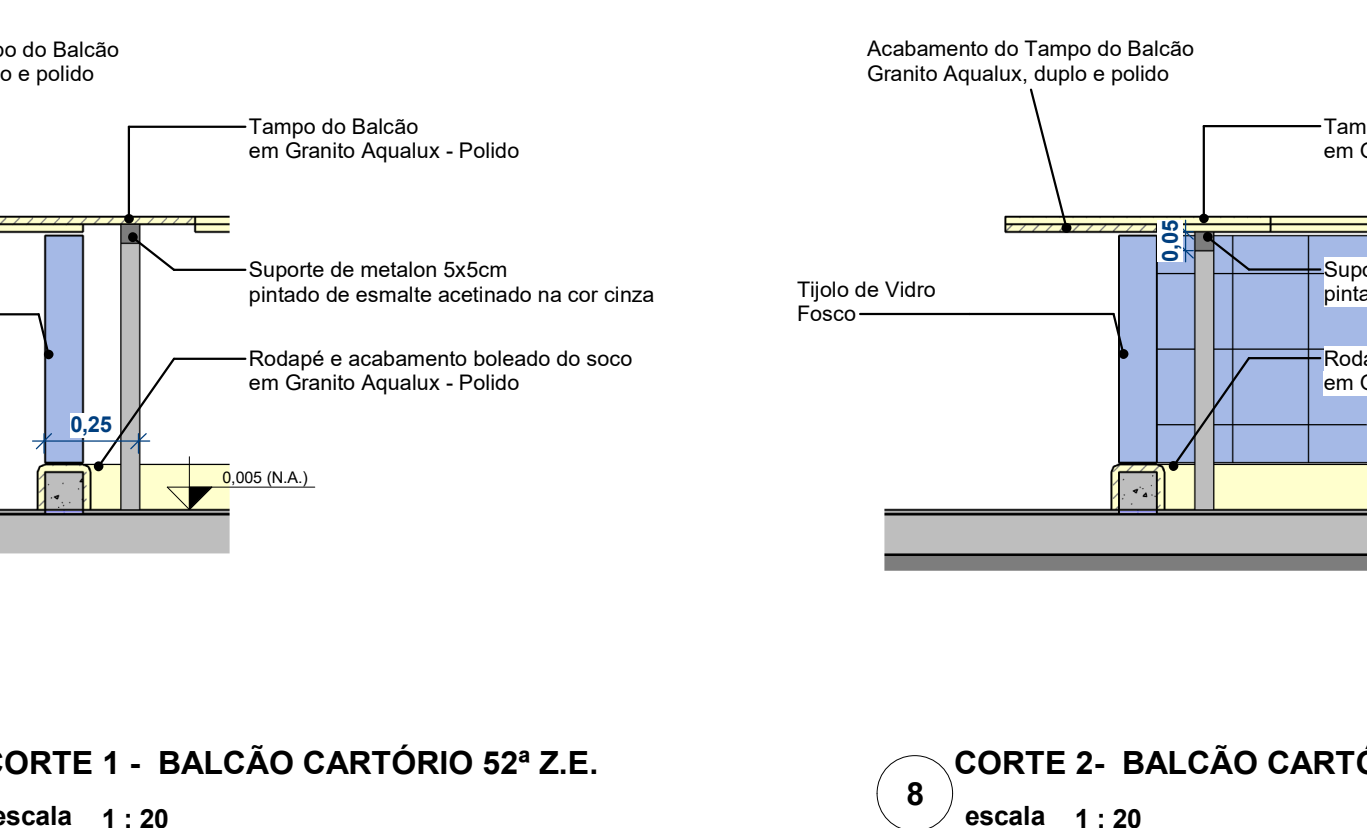 po do Balcão
o e polido
Tampo do Balcão
em Granito Aqualux - Polido
Suporte de metalon 5x5cm
pintado de esmalte acetinado na cor cinza
Rodapé e acabamento boleado do soco
em Granito Aqualux - Polido
0,25
0,005 (N.A.)
CORTE 1 - BALCÃO CARTÓRIO 52ª Z.E.
escala 1 : 20
Acabamento do Tampo do Balcão
Granito Aqualux, duplo e polido
Tam
em G
0,05
Supo
pinta
Tijolo de Vidro
Fosco
Roda
em G
8
CORTE 2- BALCÃO CARTÓ
escala 1 : 20